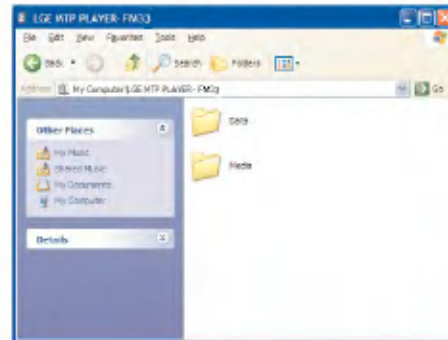 LGE MTP PLAYER- FM33
File Edit View Favorites Tools Help
Back Search Folders
Address My Computer\LGE MTP PLAYER- FM33 Go
Other Places
My Music
Shared Music
My Documents
My Computer
Details
Data
Media